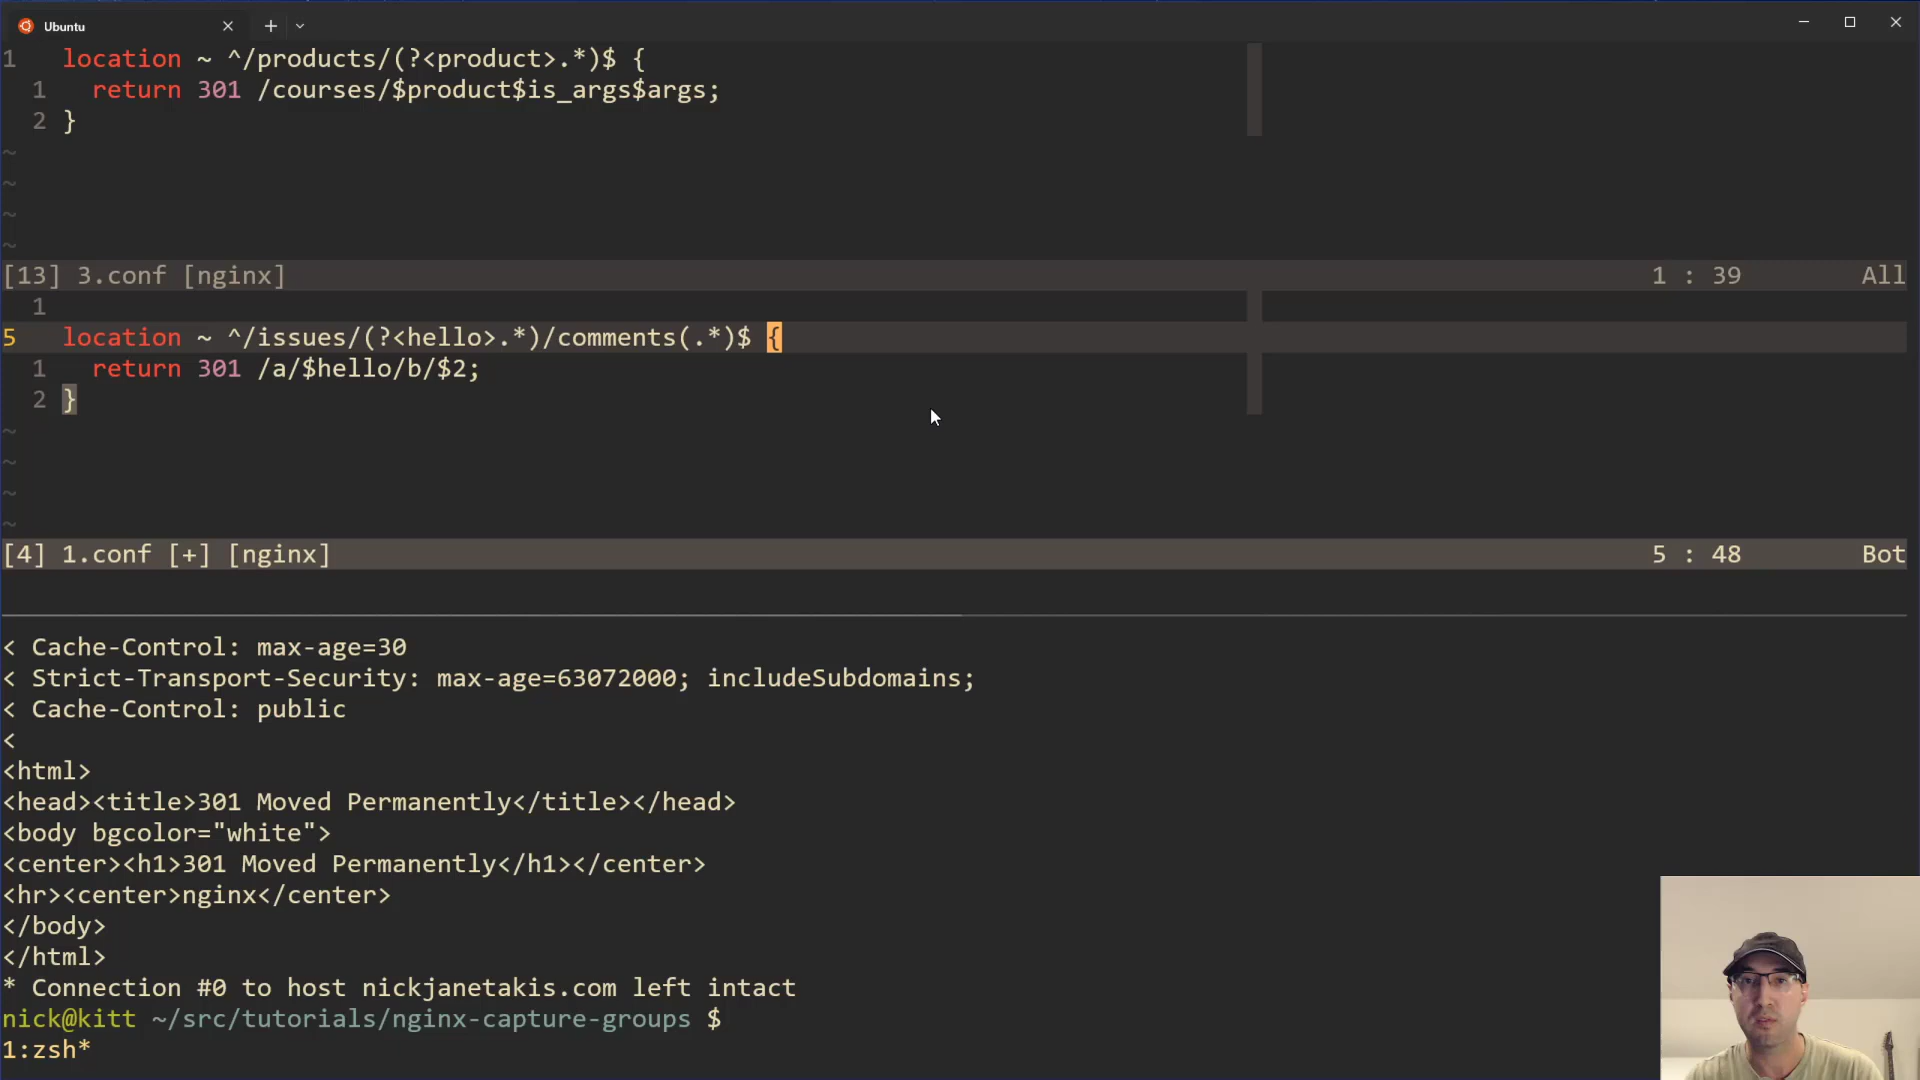 Ubuntu
1 location ~ ^/products/(?<product>.*)$ {
1 return 301 /courses/$product$is_args$args;
2 }
~
~
~
~
[13] 3.conf [nginx] 1 : 39 All
1
5 location ~ ^/issues/(?<hello>.*)/comments(.*)$ {
1 return 301 /a/$hello/b/$2;
2 }
~
~
~
~
[4] 1.conf [+] [nginx] 5 : 48 Bot
< Cache-Control: max-age=30
< Strict-Transport-Security: max-age=63072000; includeSubdomains;
< Cache-Control: public
<
<html>
<head><title>301 Moved Permanently</title></head>
<body bgcolor="white">
<center><h1>301 Moved Permanently</h1></center>
<hr><center>nginx</center>
</body>
</html>
* Connection #0 to host nickjanetakis.com left intact
nick@kitt ~/src/tutorials/nginx-capture-groups $
1:zsh*